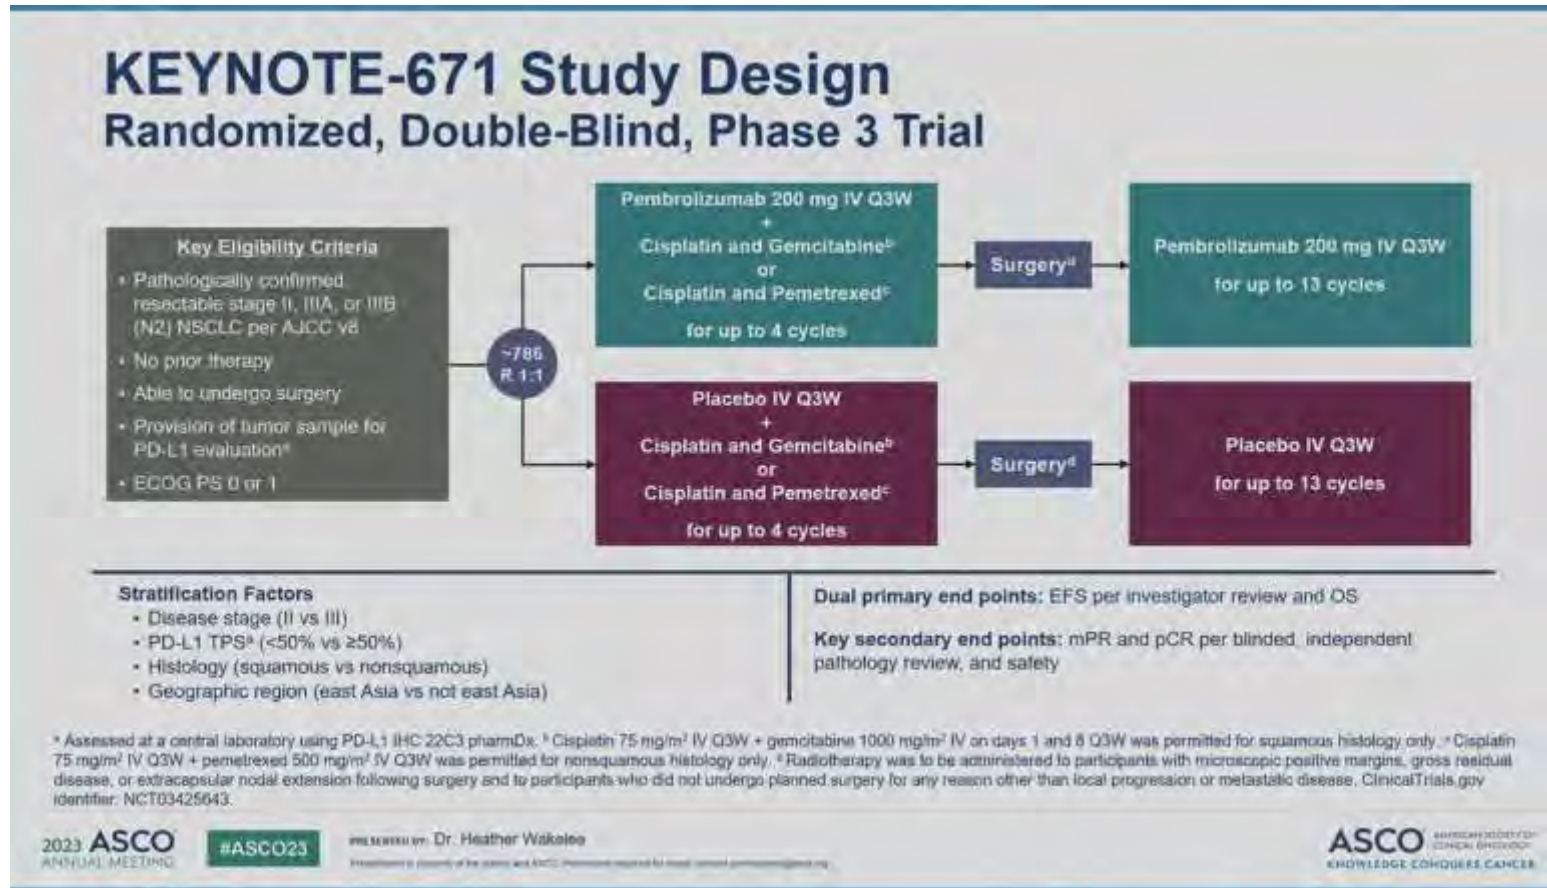 KEYNOTE-671 Study Design
Randomized, Double-Blind, Phase 3 Trial
Key Eligibility Criteria
• Pathologically confirmed
resectable stage II, IIIA, or IIIB
(N2) NSCLC per AJCC v8
• No prior therapy
• Able to undergo surgery
• Provision of tumor sample for
PD-L1 evaluationᵃ
• ECOG PS 0 or 1
~786
R 1:1
Pembrolizumab 200 mg IV Q3W
+
Cisplatin and Gemcitabineᵇ
or
Cisplatin and Pemetrexedᶜ
for up to 4 cycles
Surgeryᵈ
Pembrolizumab 200 mg IV Q3W
for up to 13 cycles
Placebo IV Q3W
+
Cisplatin and Gemcitabineᵇ
or
Cisplatin and Pemetrexedᶜ
for up to 4 cycles
Surgeryᵈ
Placebo IV Q3W
for up to 13 cycles
Stratification Factors
• Disease stage (II vs III)
• PD-L1 TPSᵃ (<50% vs ≥50%)
• Histology (squamous vs nonsquamous)
• Geographic region (east Asia vs not east Asia)
Dual primary end points: EFS per investigator review and OS
Key secondary end points: mPR and pCR per blinded, independent
pathology review, and safety
ᵃ Assessed at a central laboratory using PD-L1 IHC 22C3 pharmDx. ᵇ Cisplatin 75 mg/m² IV Q3W + gemcitabine 1000 mg/m² IV on days 1 and 8 Q3W was permitted for squamous histology only. ᶜ Cisplatin
75 mg/m² IV Q3W + pemetrexed 500 mg/m² IV Q3W was permitted for nonsquamous histology only. ᵈ Radiotherapy was to be administered to participants with microscopic positive margins, gross residual
disease, or extracapsular nodal extension following surgery and to participants who did not undergo planned surgery for any reason other than local progression or metastatic disease. ClinicalTrials.gov
identifier: NCT03425643.
2023 ASCO
ANNUAL MEETING
#ASCO23
PRESENTED BY: Dr. Heather Wakelee
ASCO AMERICAN SOCIETY OF
CLINICAL ONCOLOGY
KNOWLEDGE CONQUERS CANCER